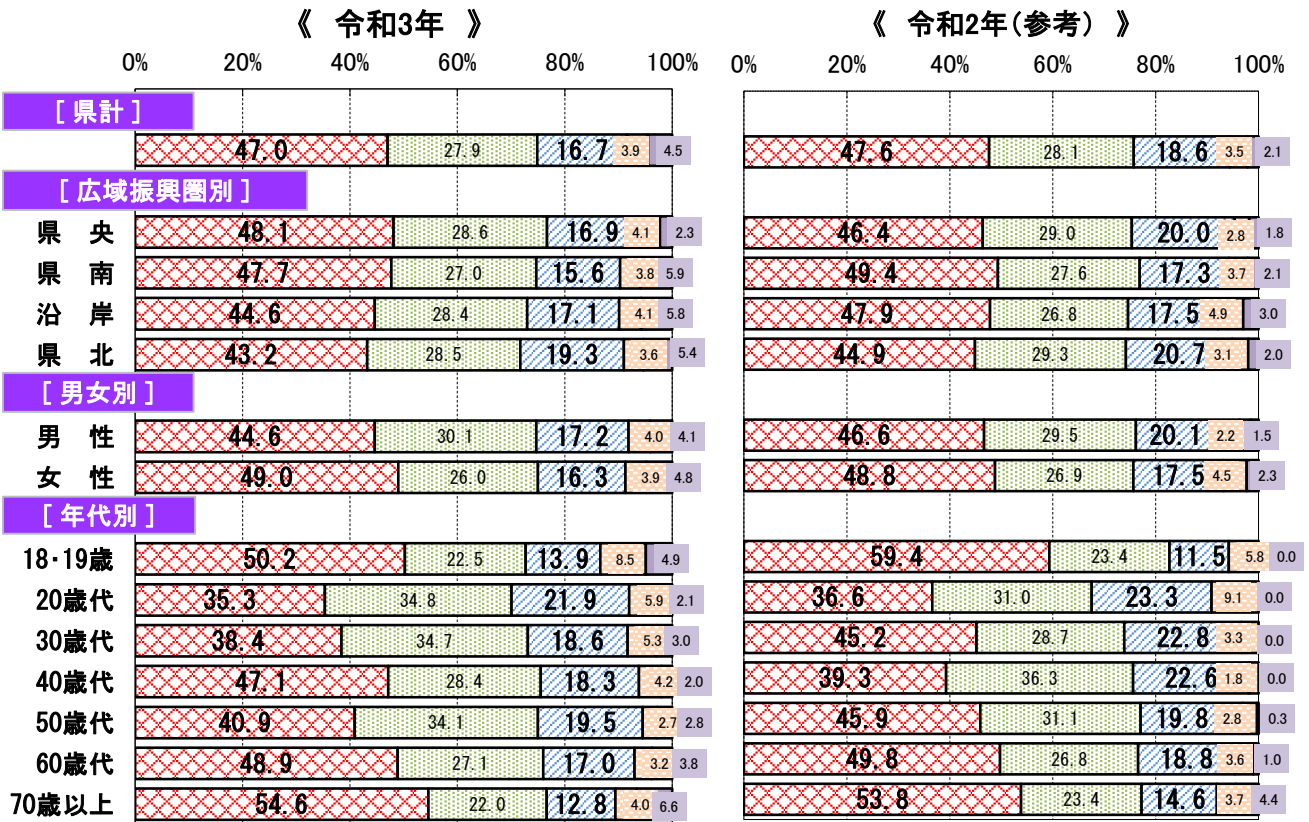 《 令和3年 》 《 令和2年(参考) 》
0% 20% 40% 60% 80% 100% 0% 20% 40% 60% 80% 100%
[ 県計 ]
47.0 27.9 16.7 3.9 4.5 47.6 28.1 18.6 3.5 2.1
[ 広域振興圏別 ]
県 央 48.1 28.6 16.9 4.1 2.3 46.4 29.0 20.0 2.8 1.8
県 南 47.7 27.0 15.6 3.8 5.9 49.4 27.6 17.3 3.7 2.1
沿 岸 44.6 28.4 17.1 4.1 5.8 47.9 26.8 17.5 4.9 3.0
県 北 43.2 28.5 19.3 3.6 5.4 44.9 29.3 20.7 3.1 2.0
[ 男女別 ]
男 性 44.6 30.1 17.2 4.0 4.1 46.6 29.5 20.1 2.2 1.5
女 性 49.0 26.0 16.3 3.9 4.8 48.8 26.9 17.5 4.5 2.3
[ 年代別 ]
18・19歳 50.2 22.5 13.9 8.5 4.9 59.4 23.4 11.5 5.8 0.0
20歳代 35.3 34.8 21.9 5.9 2.1 36.6 31.0 23.3 9.1 0.0
30歳代 38.4 34.7 18.6 5.3 3.0 45.2 28.7 22.8 3.3 0.0
40歳代 47.1 28.4 18.3 4.2 2.0 39.3 36.3 22.6 1.8 0.0
50歳代 40.9 34.1 19.5 2.7 2.8 45.9 31.1 19.8 2.8 0.3
60歳代 48.9 27.1 17.0 3.2 3.8 49.8 26.8 18.8 3.6 1.0
70歳以上 54.6 22.0 12.8 4.0 6.6 53.8 23.4 14.6 3.7 4.4